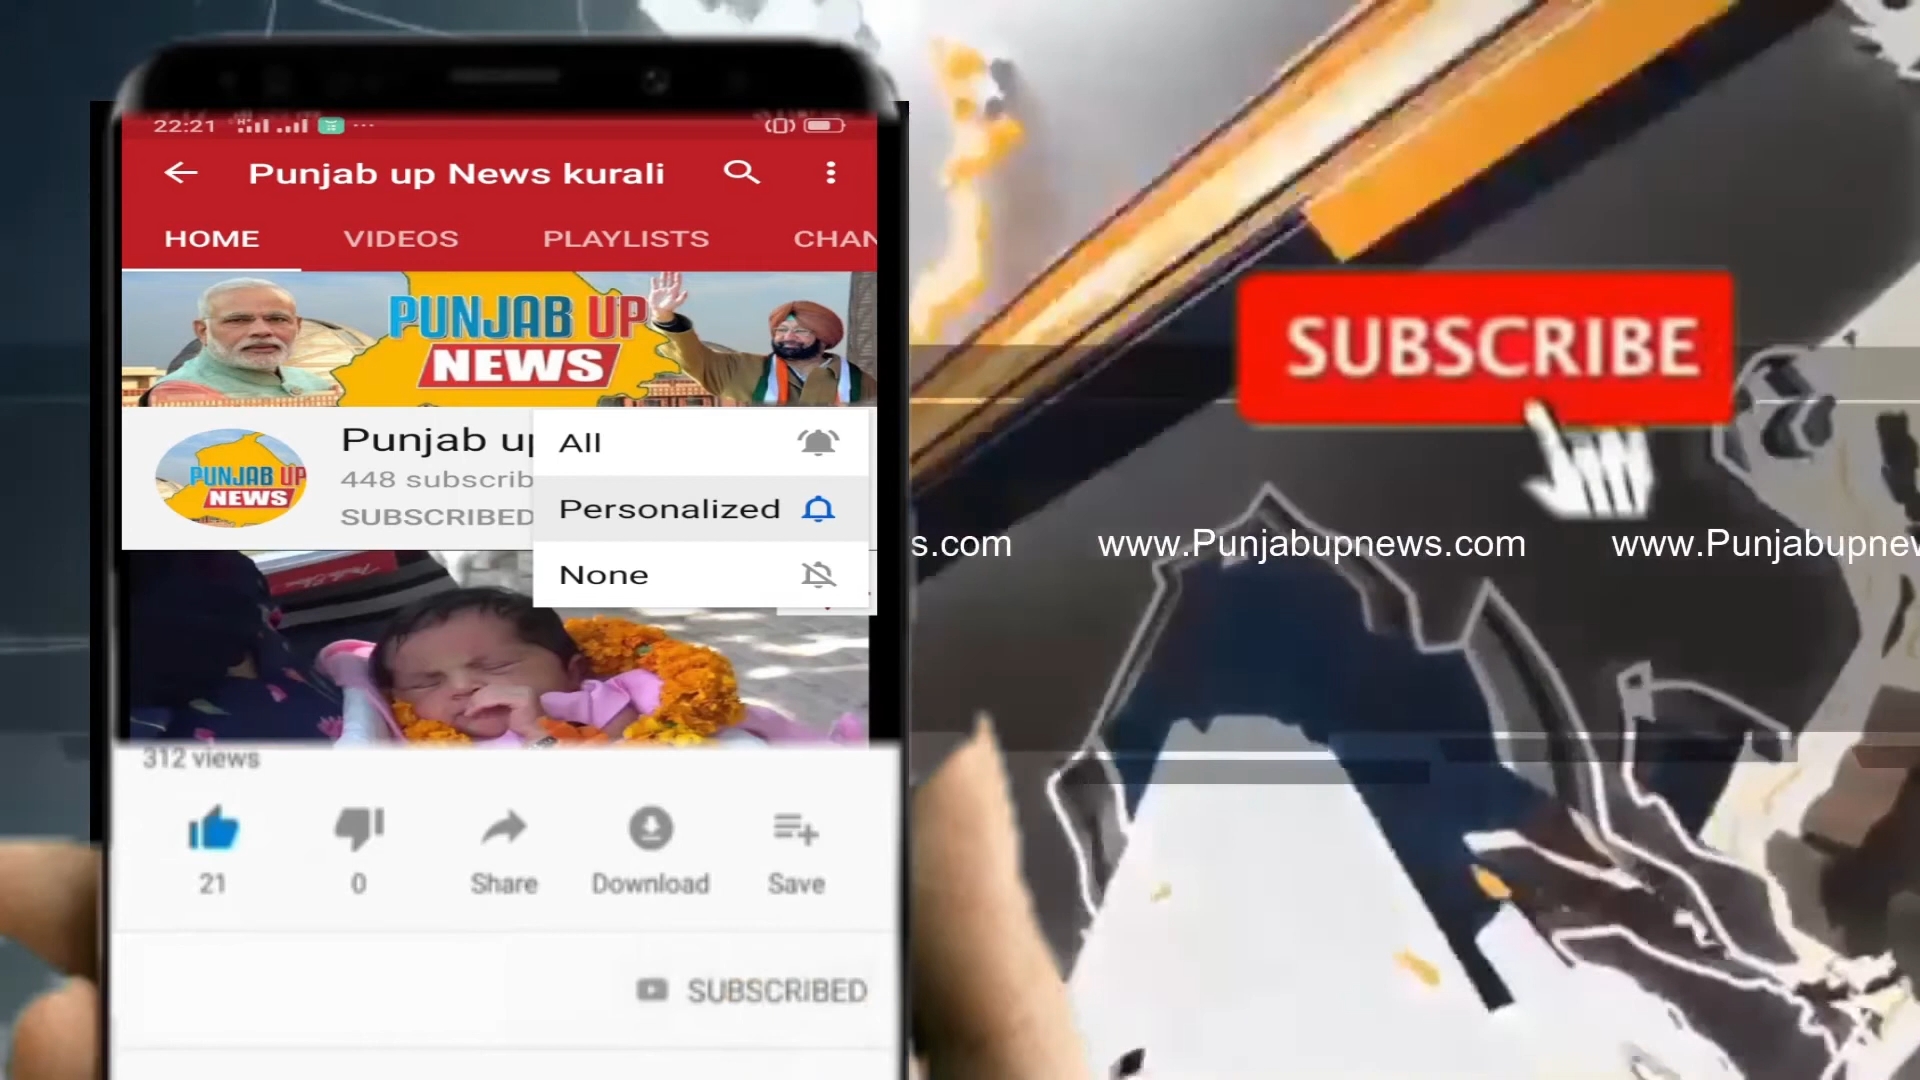 22:21
Punjab up News kurali
HOME VIDEOS PLAYLISTS CHAN
PUNJAB UP
NEWS
Punjab up
448 subscrib
SUBSCRIBED
PUNJAB UP
NEWS
All
Personalized
None
312 views
21 0 Share Download Save
SUBSCRIBED
SUBSCRIBE
s.com www.Punjabupnews.com www.Punjabupnew